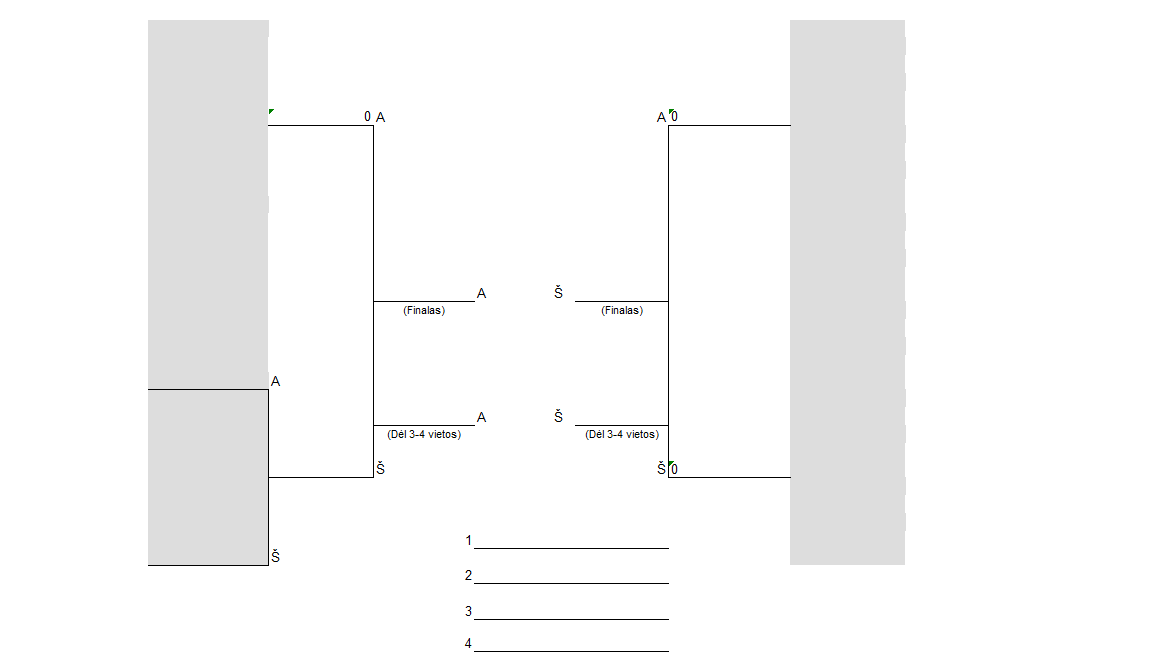 0 A A 0
A Š
(Finalas) (Finalas)
A
A Š
(Dėl 3-4 vietos) (Dėl 3-4 vietos)
Š Š 0
1
Š
2
3
4